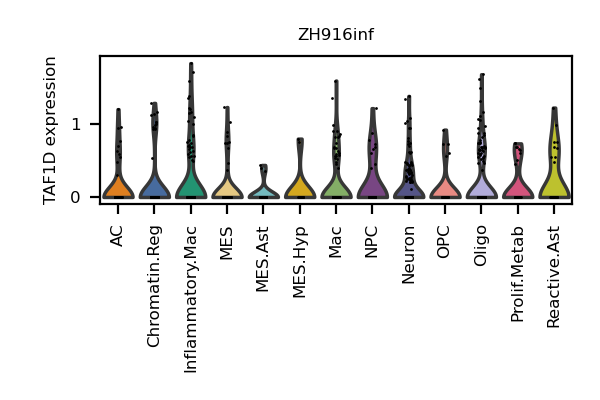 ZH916inf
TAF1D expression
1
0
AC
Chromatin.Reg
Inflammatory.Mac
MES
MES.Ast
MES.Hyp
Mac
NPC
Neuron
OPC
Oligo
Prolif.Metab
Reactive.Ast